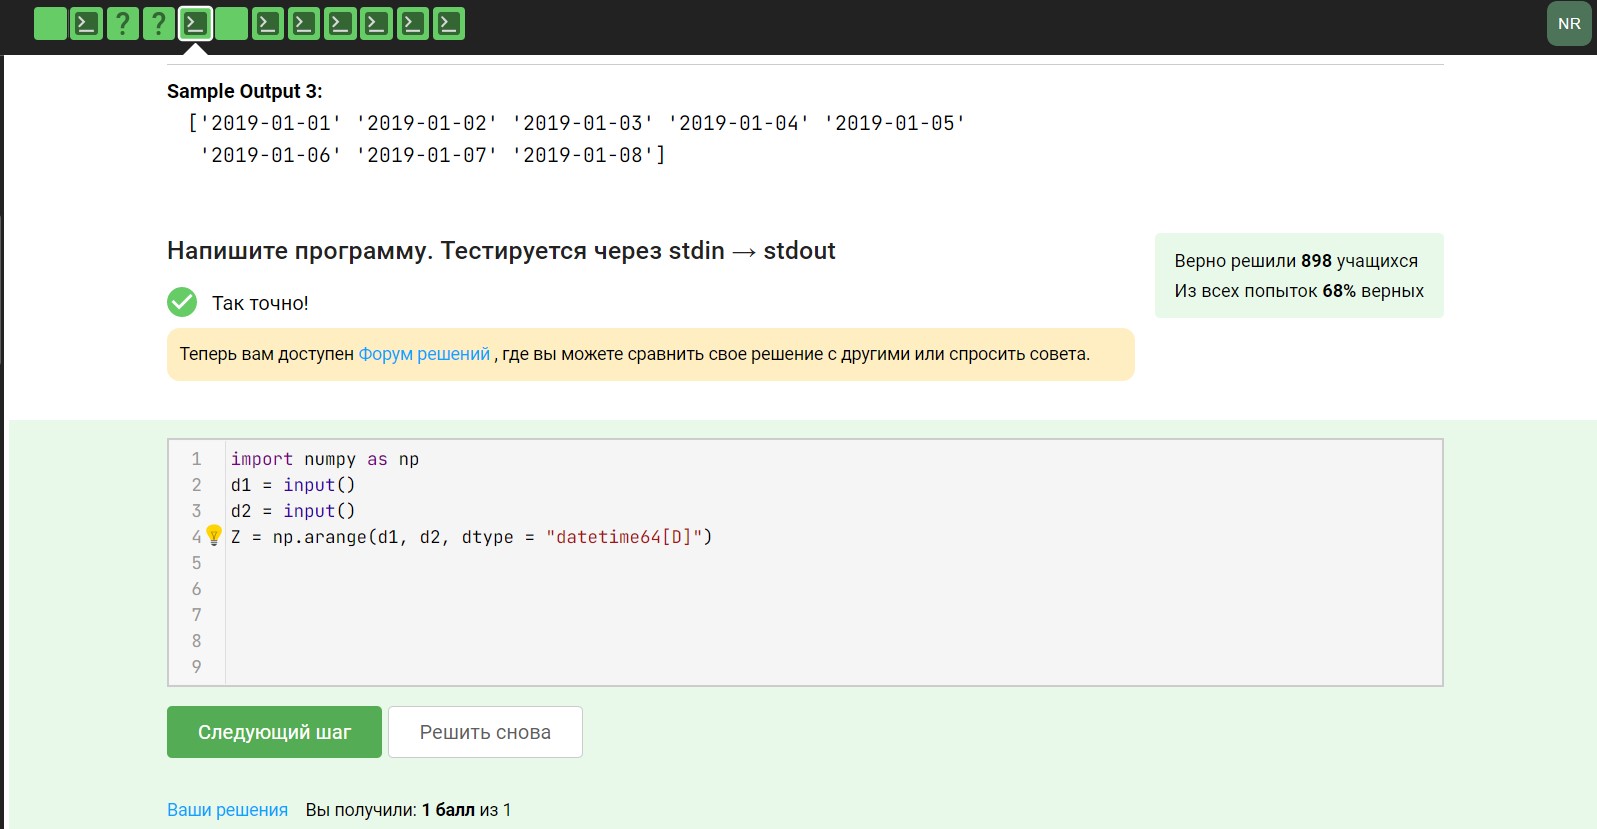 ? ?
NR
Sample Output 3:
['2019-01-01' '2019-01-02' '2019-01-03' '2019-01-04' '2019-01-05'
'2019-01-06' '2019-01-07' '2019-01-08']
Напишите программу. Тестируется через stdin → stdout
Верно решили 898 учащихся
Из всех попыток 68% верных
Так точно!
Теперь вам доступен Форум решений , где вы можете сравнить свое решение с другими или спросить совета.
1 import numpy as np
2 d1 = input()
3 d2 = input()
4 Z = np.arange(d1, d2, dtype = "datetime64[D]")
5
6
7
8
9
Следующий шаг
Решить снова
Ваши решения Вы получили: 1 балл из 1